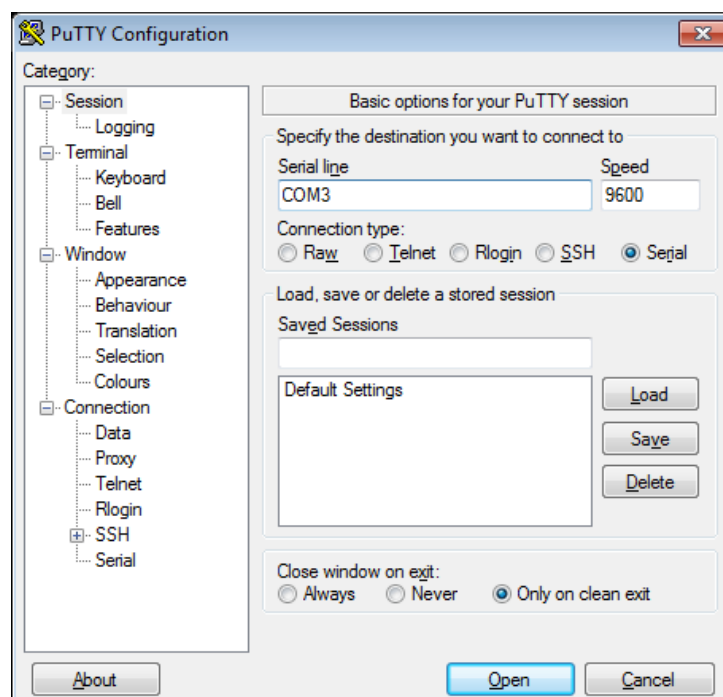 PuTTY Configuration
Category:
Session
Logging
Terminal
Keyboard
Bell
Features
Window
Appearance
Behaviour
Translation
Selection
Colours
Connection
Data
Proxy
Telnet
Rlogin
SSH
Serial
Basic options for your PuTTY session
Specify the destination you want to connect to
Serial line Speed
COM3 9600
Connection type:
Raw Telnet Rlogin SSH Serial
Load, save or delete a stored session
Saved Sessions
Default Settings
Load
Save
Delete
Close window on exit:
Always Never Only on clean exit
About Open Cancel